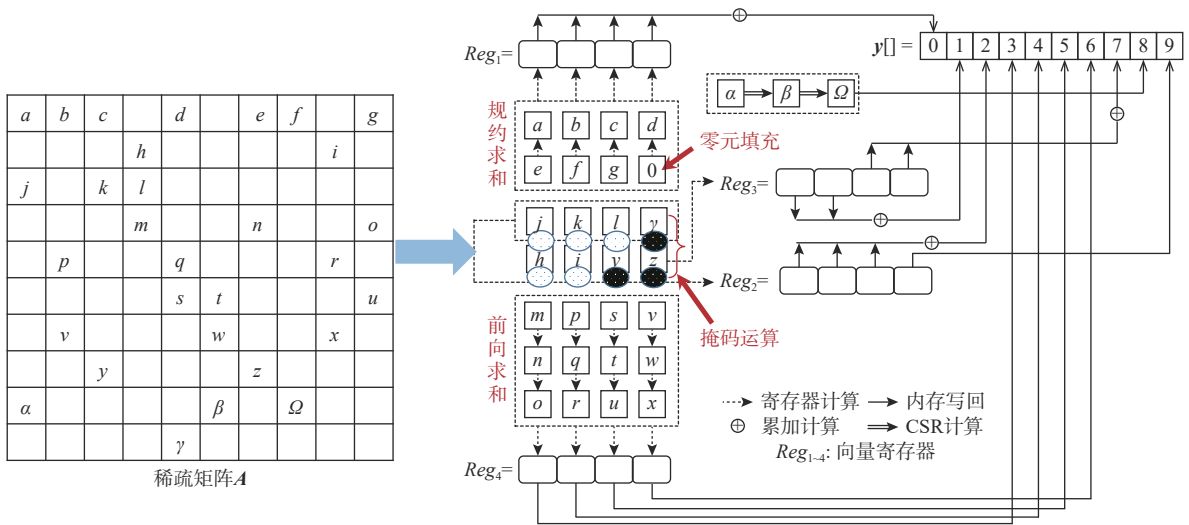 a b c d e f g
h i
j k l
m n o
p q r
s t u
v w x
y z
α β Ω
γ
稀疏矩阵A
Reg₁=
规约求和
a b c d
e f g 0
零元填充
j k l γ
h i y z
掩码运算
前向求和
m p s v
n q t w
o r u x
Reg₄=
y[] = 0 1 2 3 4 5 6 7 8 9
α β Ω
Reg₃=
Reg₂=
寄存器计算 内存写回
累加计算 CSR计算
Reg₁~₄: 向量寄存器